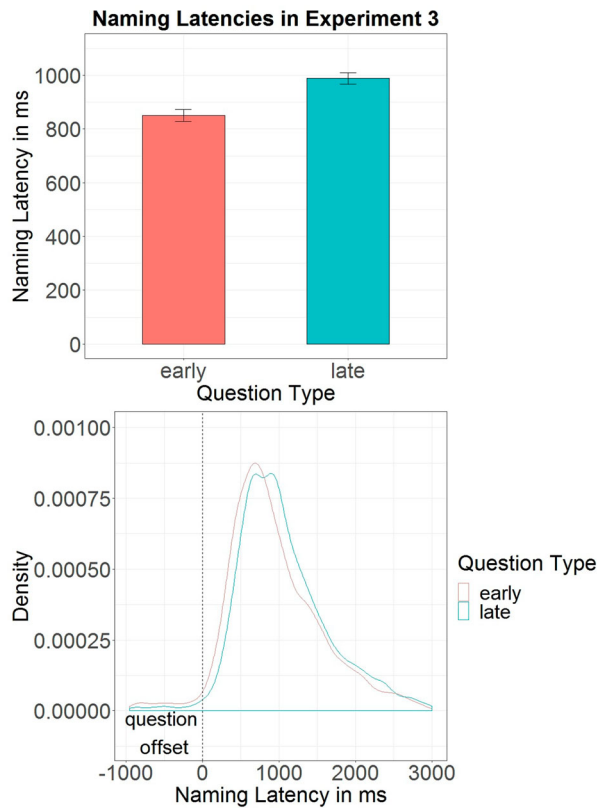 Naming Latencies in Experiment 3
Naming Latency in ms
1000
800
600
400
200
0
early
late
Question Type
Density
0.00100
0.00075
0.00050
0.00025
0.00000
question
offset
-1000
0
1000
2000
3000
Naming Latency in ms
Question Type
early
late